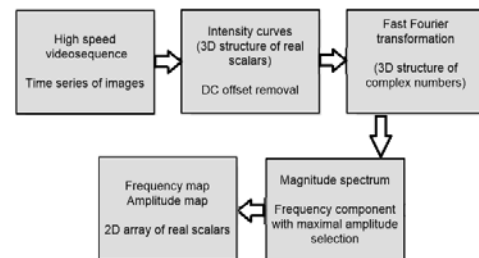 High speed
videosequence
Time series of images
Intensity curves
(3D structure of real
scalars)
DC offset removal
Fast Fourier
transformation
(3D structure of
complex numbers)
Magnitude spectrum
Frequency component
with maximal amplitude
selection
Frequency map
Amplitude map
2D array of real scalars